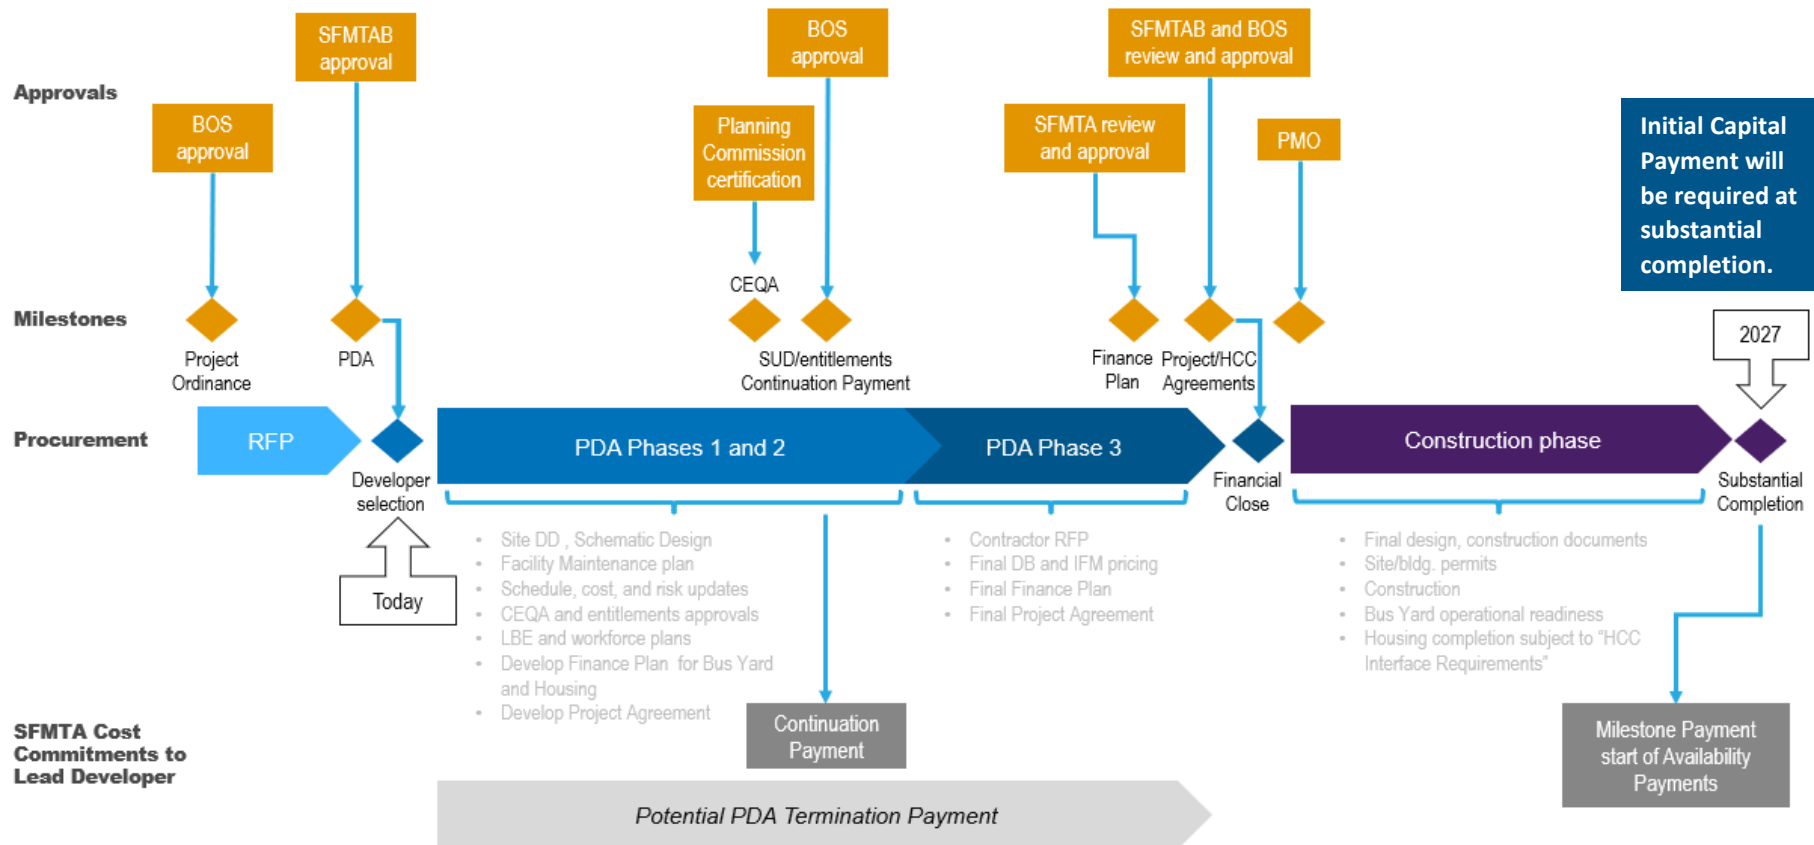 Approvals
BOS
approval
SFMTAB
approval
Planning
Commission
certification
BOS
approval
SFMTA review
and approval
SFMTAB and BOS
review and approval
PMO
Initial Capital
Payment will
be required at
substantial
completion.
Milestones
Project
Ordinance
PDA
CEQA
SUD/entitlements
Continuation Payment
Finance
Plan
Project/HCC
Agreements
2027
Procurement
RFP
Developer
selection
Today
PDA Phases 1 and 2
PDA Phase 3
Financial
Close
Construction phase
Substantial
Completion
• Site DD , Schematic Design
• Facility Maintenance plan
• Schedule, cost, and risk updates
• CEQA and entitlements approvals
• LBE and workforce plans
• Develop Finance Plan for Bus Yard
and Housing
• Develop Project Agreement
• Contractor RFP
• Final DB and IFM pricing
• Final Finance Plan
• Final Project Agreement
• Final design, construction documents
• Site/bldg. permits
• Construction
• Bus Yard operational readiness
• Housing completion subject to “HCC
Interface Requirements”
SFMTA Cost
Commitments to
Lead Developer
Continuation
Payment
Milestone Payment
start of Availability
Payments
Potential PDA Termination Payment